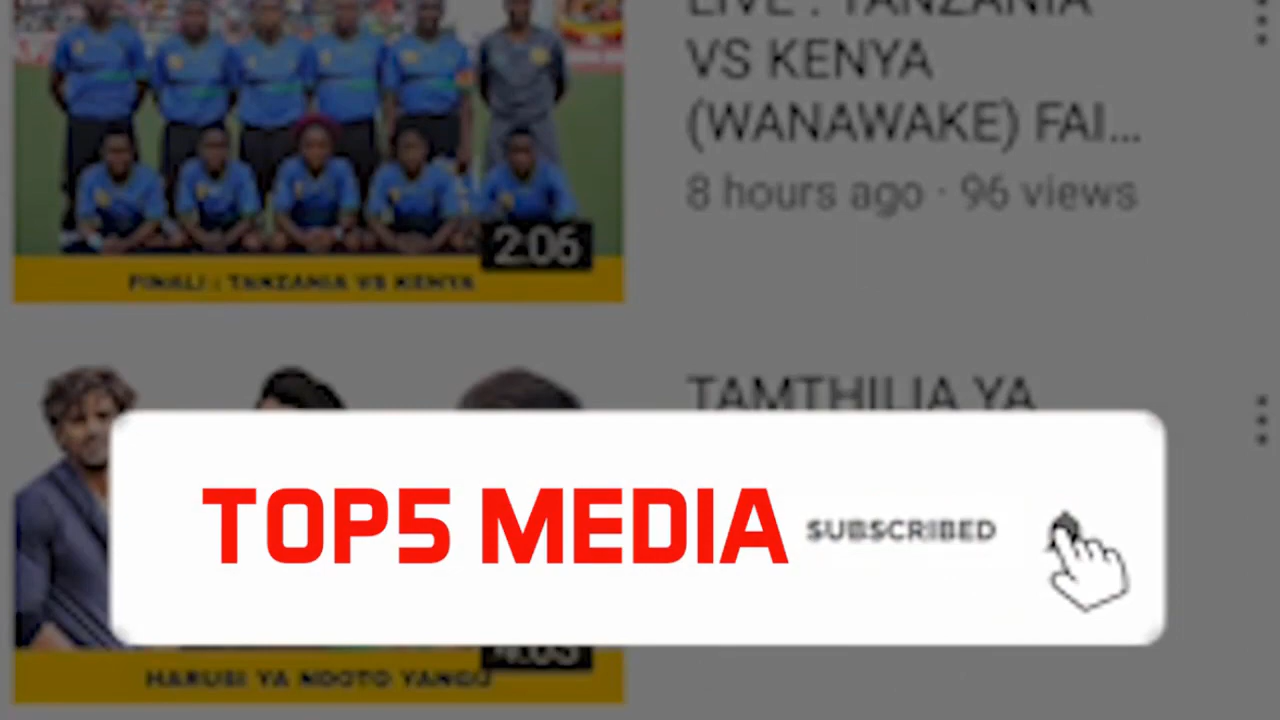 LIVE : TANZANIA
VS KENYA
(WANAWAKE) FAI...
8 hours ago · 96 views
2:06
FINALI : TANZANIA VS KENYA
TAMTHILIA YA
TOP5 MEDIA
SUBSCRIBED
HARUSI YA NDOTO YANGU